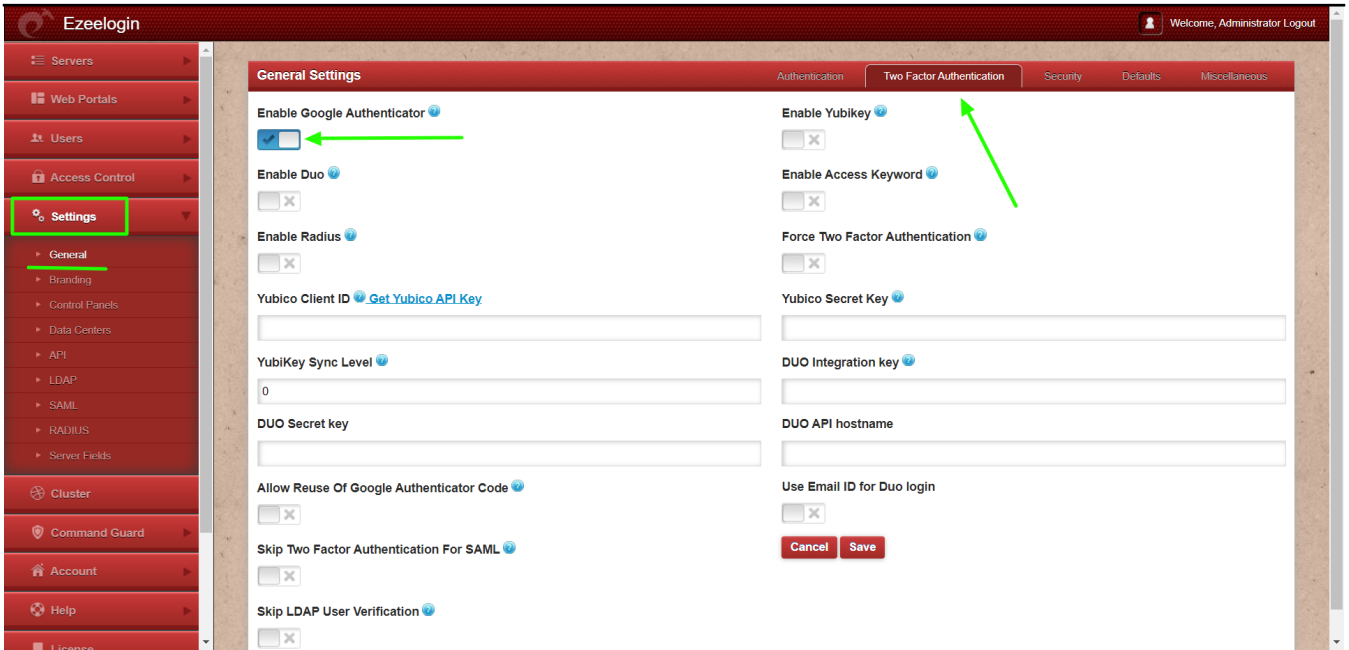 Ezeelogin
Welcome, Administrator Logout
Servers
Web Portals
Users
Access Control
Settings
General
Branding
Control Panels
Data Centers
API
LDAP
SAML
RADIUS
Server Fields
Cluster
Command Guard
Account
Help
License
General Settings
Authentication
Two Factor Authentication
Security
Defaults
Miscellaneous
Enable Google Authenticator
Enable Yubikey
Enable Duo
Enable Access Keyword
Enable Radius
Force Two Factor Authentication
Yubico Client ID Get Yubico API Key
Yubico Secret Key
YubiKey Sync Level
DUO Integration key
0
DUO Secret key
DUO API hostname
Allow Reuse Of Google Authenticator Code
Use Email ID for Duo login
Cancel Save
Skip Two Factor Authentication For SAML
Skip LDAP User Verification